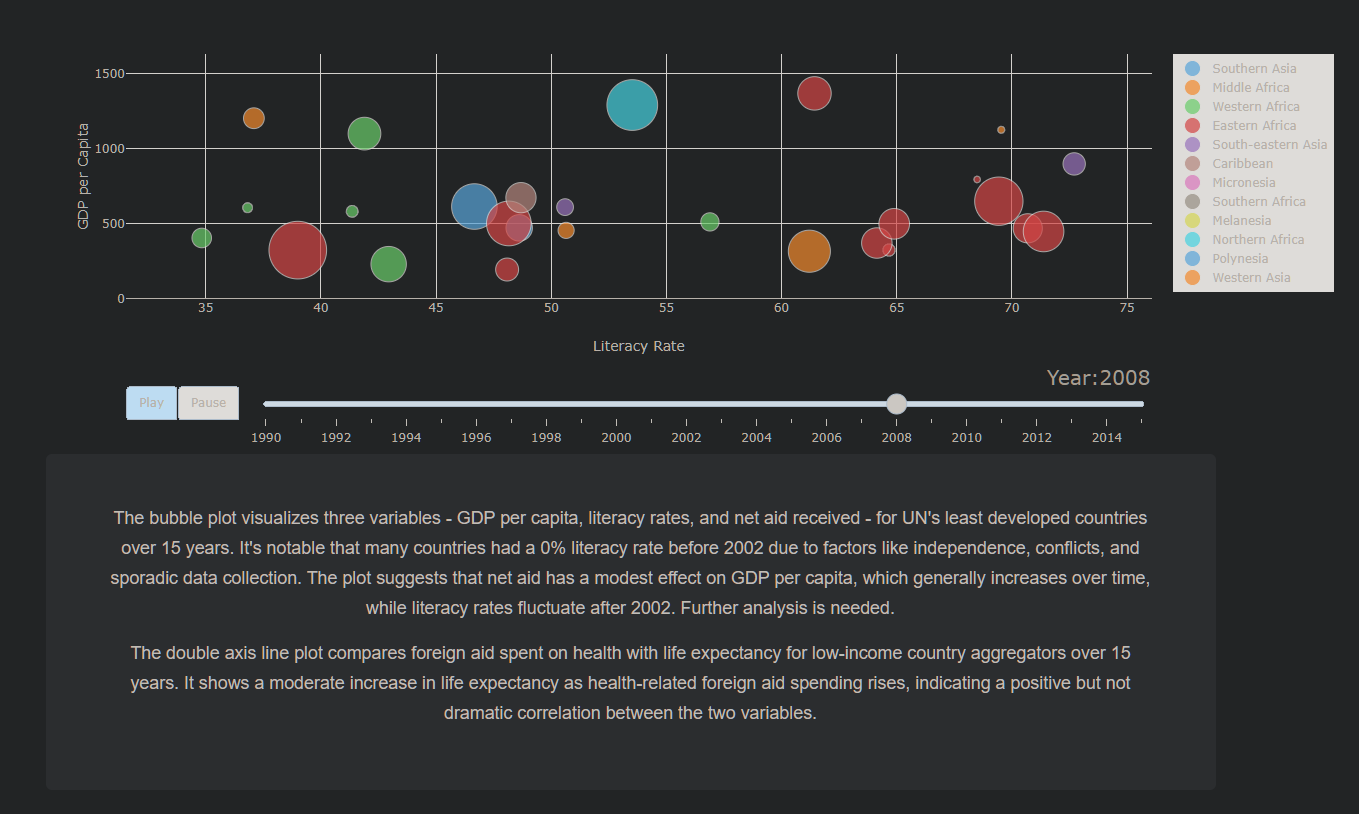 1500
1000
500
0
GDP per Capita
35 40 45 50 55 60 65 70 75
Literacy Rate
Southern Asia
Middle Africa
Western Africa
Eastern Africa
South-eastern Asia
Caribbean
Micronesia
Southern Africa
Melanesia
Northern Africa
Polynesia
Western Asia
Year:2008
Play Pause
1990 1992 1994 1996 1998 2000 2002 2004 2006 2008 2010 2012 2014
The bubble plot visualizes three variables - GDP per capita, literacy rates, and net aid received - for UN's least developed countries
over 15 years. It's notable that many countries had a 0% literacy rate before 2002 due to factors like independence, conflicts, and
sporadic data collection. The plot suggests that net aid has a modest effect on GDP per capita, which generally increases over time,
while literacy rates fluctuate after 2002. Further analysis is needed.
The double axis line plot compares foreign aid spent on health with life expectancy for low-income country aggregators over 15
years. It shows a moderate increase in life expectancy as health-related foreign aid spending rises, indicating a positive but not
dramatic correlation between the two variables.